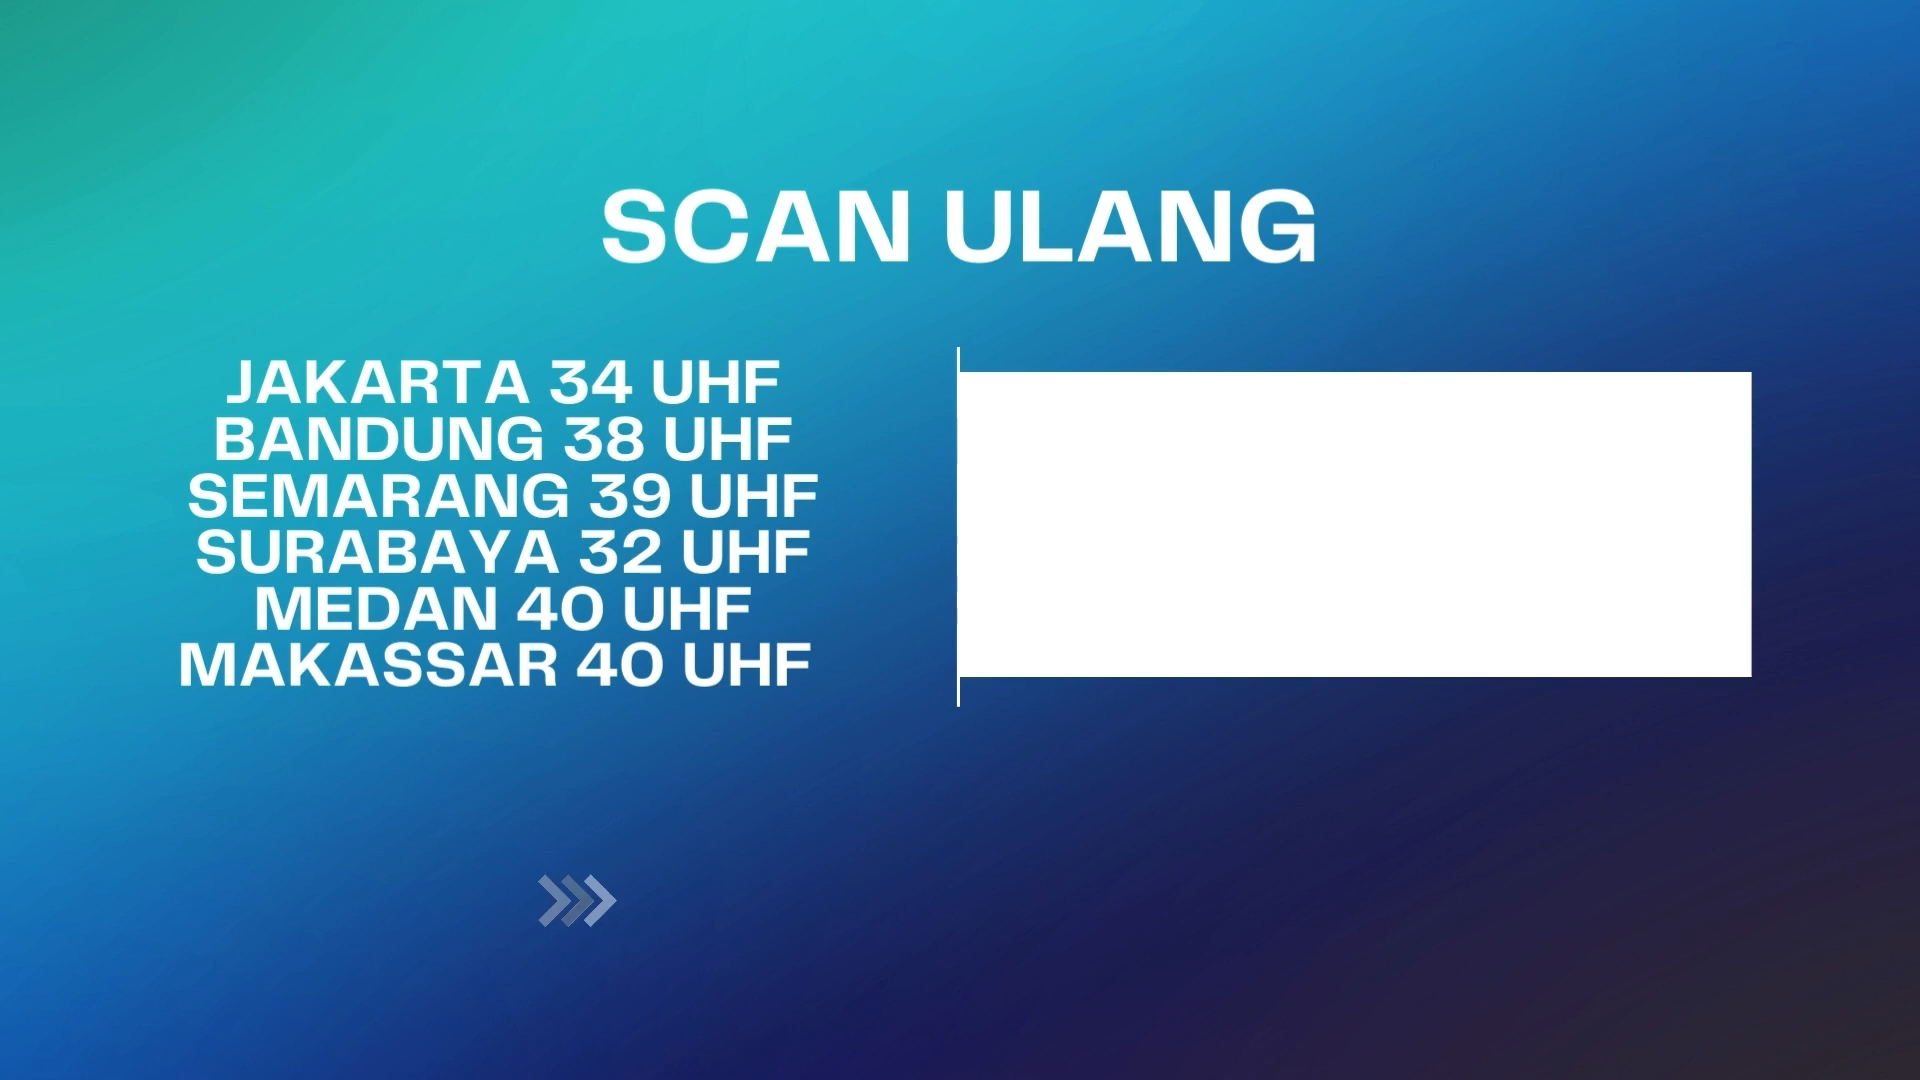 SCAN ULANG
JAKARTA 34 UHF
BANDUNG 38 UHF
SEMARANG 39 UHF
SURABAYA 32 UHF
MEDAN 40 UHF
MAKASSAR 40 UHF